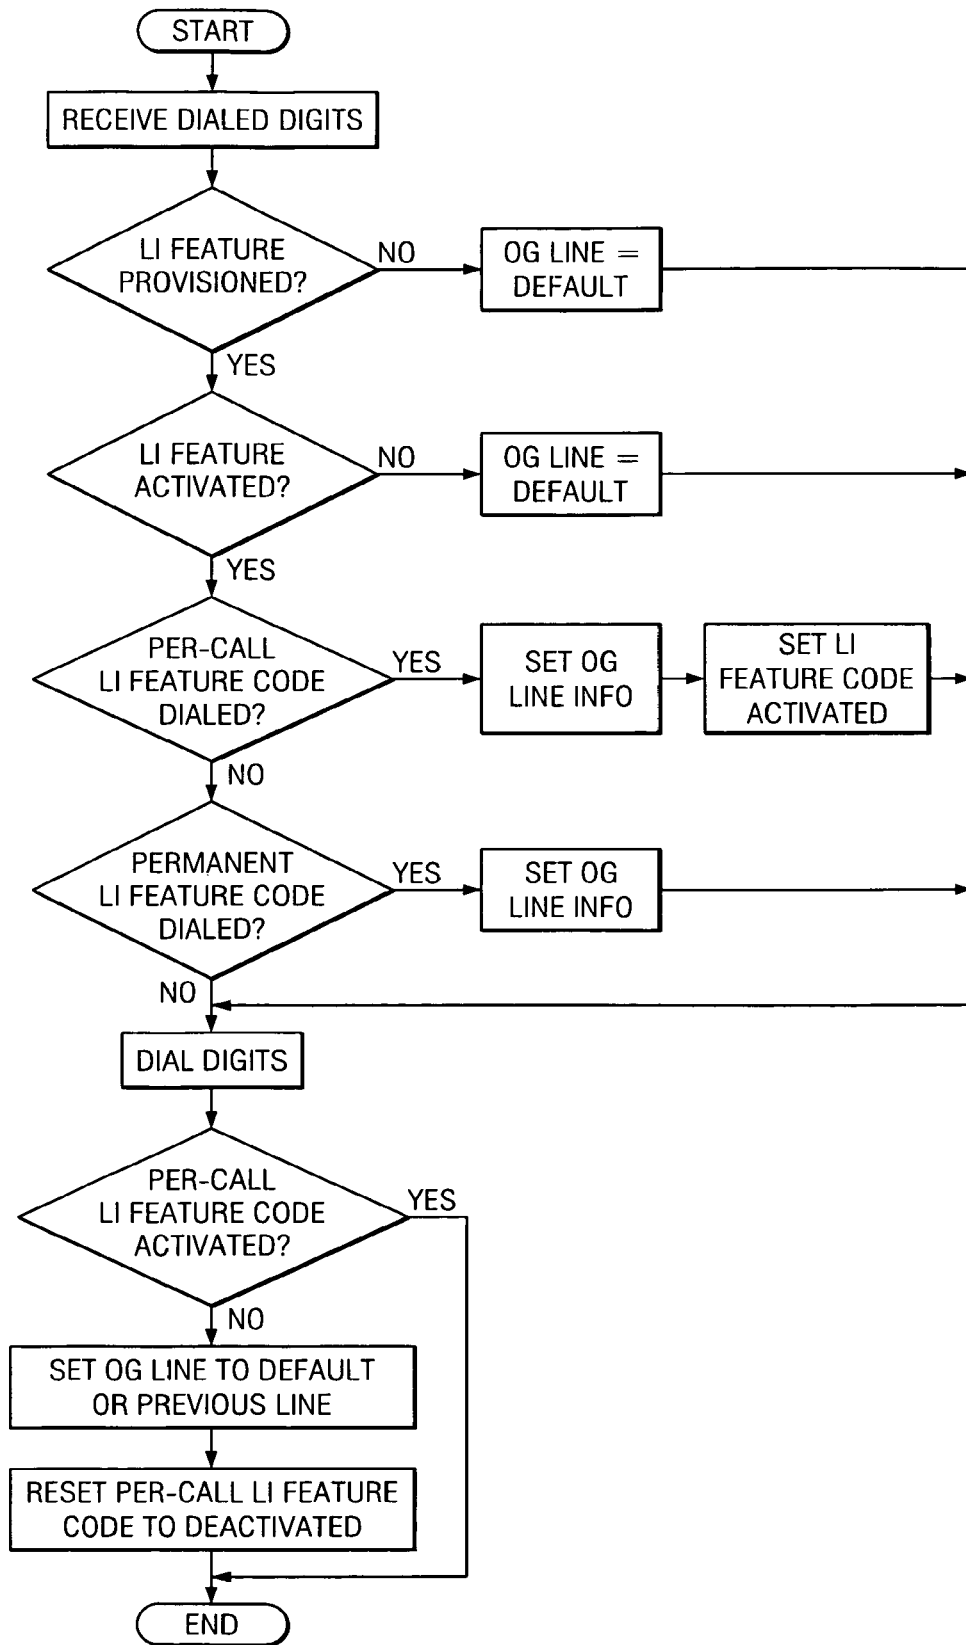 START
RECEIVE DIALED DIGITS
LI FEATURE
PROVISIONED?
NO
OG LINE =
DEFAULT
YES
LI FEATURE
ACTIVATED?
NO
OG LINE =
DEFAULT
YES
PER-CALL
LI FEATURE CODE
DIALED?
YES
SET OG
LINE INFO
SET LI
FEATURE CODE
ACTIVATED
NO
PERMANENT
LI FEATURE CODE
DIALED?
YES
SET OG
LINE INFO
NO
DIAL DIGITS
PER-CALL
LI FEATURE CODE
ACTIVATED?
YES
NO
SET OG LINE TO DEFAULT
OR PREVIOUS LINE
RESET PER-CALL LI FEATURE
CODE TO DEACTIVATED
END